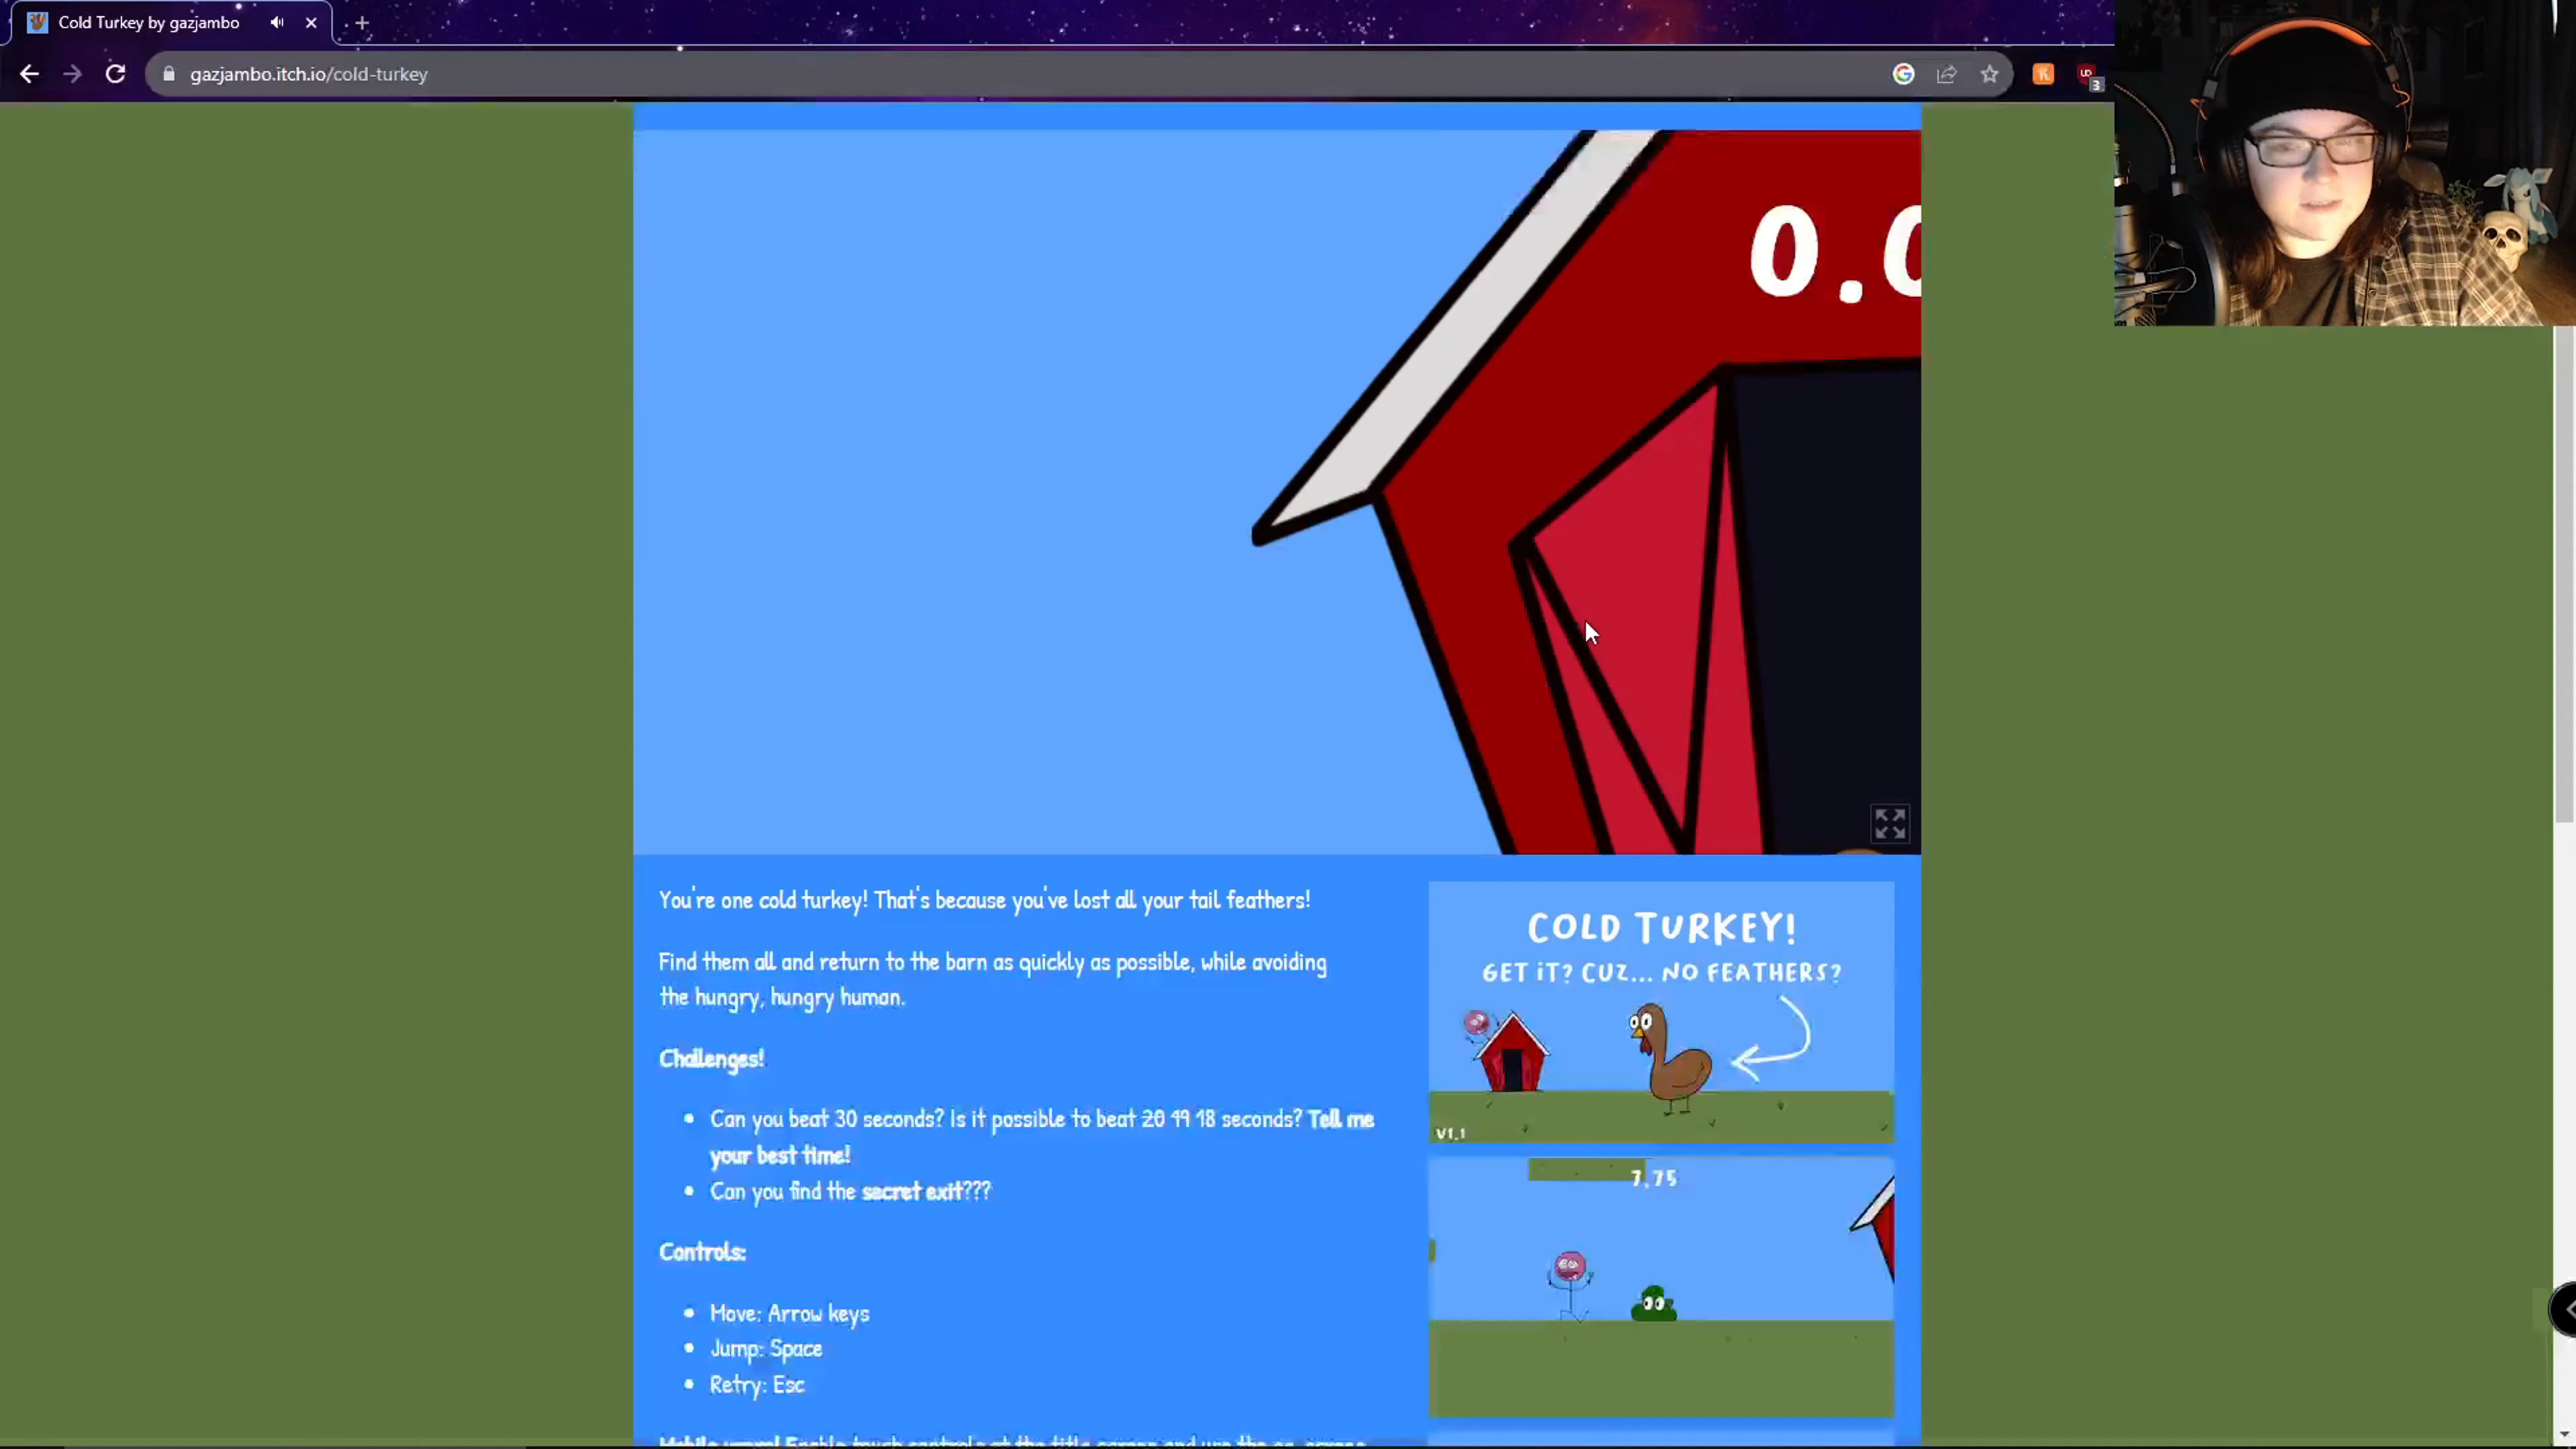 Cold Turkey by gazjambo
gazjambo.itch.io/cold-turkey
3
0.0
You're one cold turkey! That's because you've lost all your tail feathers!
Find them all and return to the barn as quickly as possible, while avoiding
the hungry, hungry human.
Challenges!
Can you beat 30 seconds? Is it possible to beat 20 19 18 seconds? Tell me
your best time!
Can you find the secret exit???
Controls:
Move: Arrow keys
Jump: Space
Retry: Esc
COLD TURKEY!
GET iT? CUZ... NO FEATHERS?
V1.1
7.75